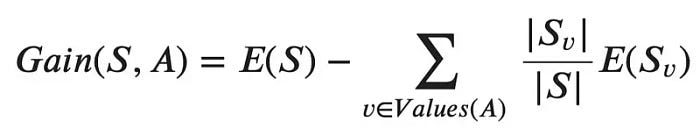 Gain(S, A) = E(S) − ∑_{v∈Values(A)} |S_v|/|S| E(S_v)